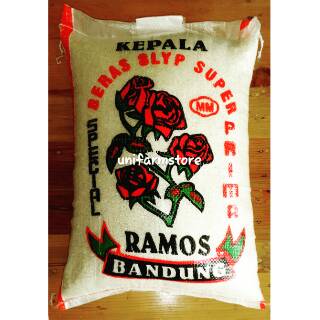 KEPALA
BERAS SLYP SUPER
MM
SPECIAL
PRIMA
unifarmstore
RAMOS
BANDUNG